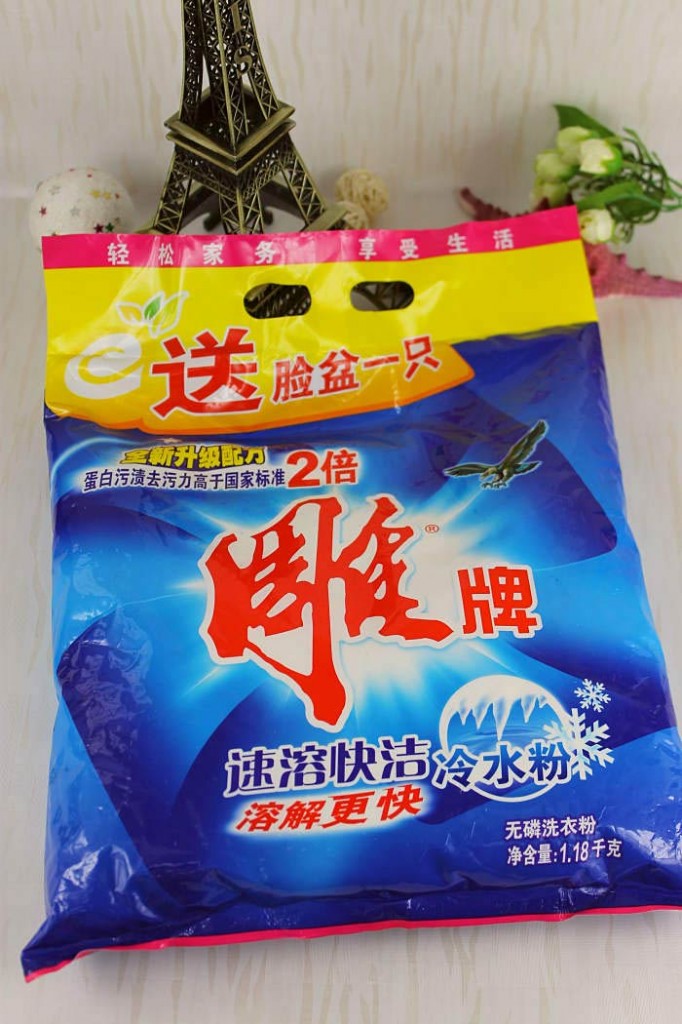 轻松家务 享受生活
e
送脸盆一只
全新升级配方
蛋白污渍去污力高于国家标准2倍
雕牌®
速溶快洁冷水粉
溶解更快
无磷洗衣粉
净含量:1.18千克